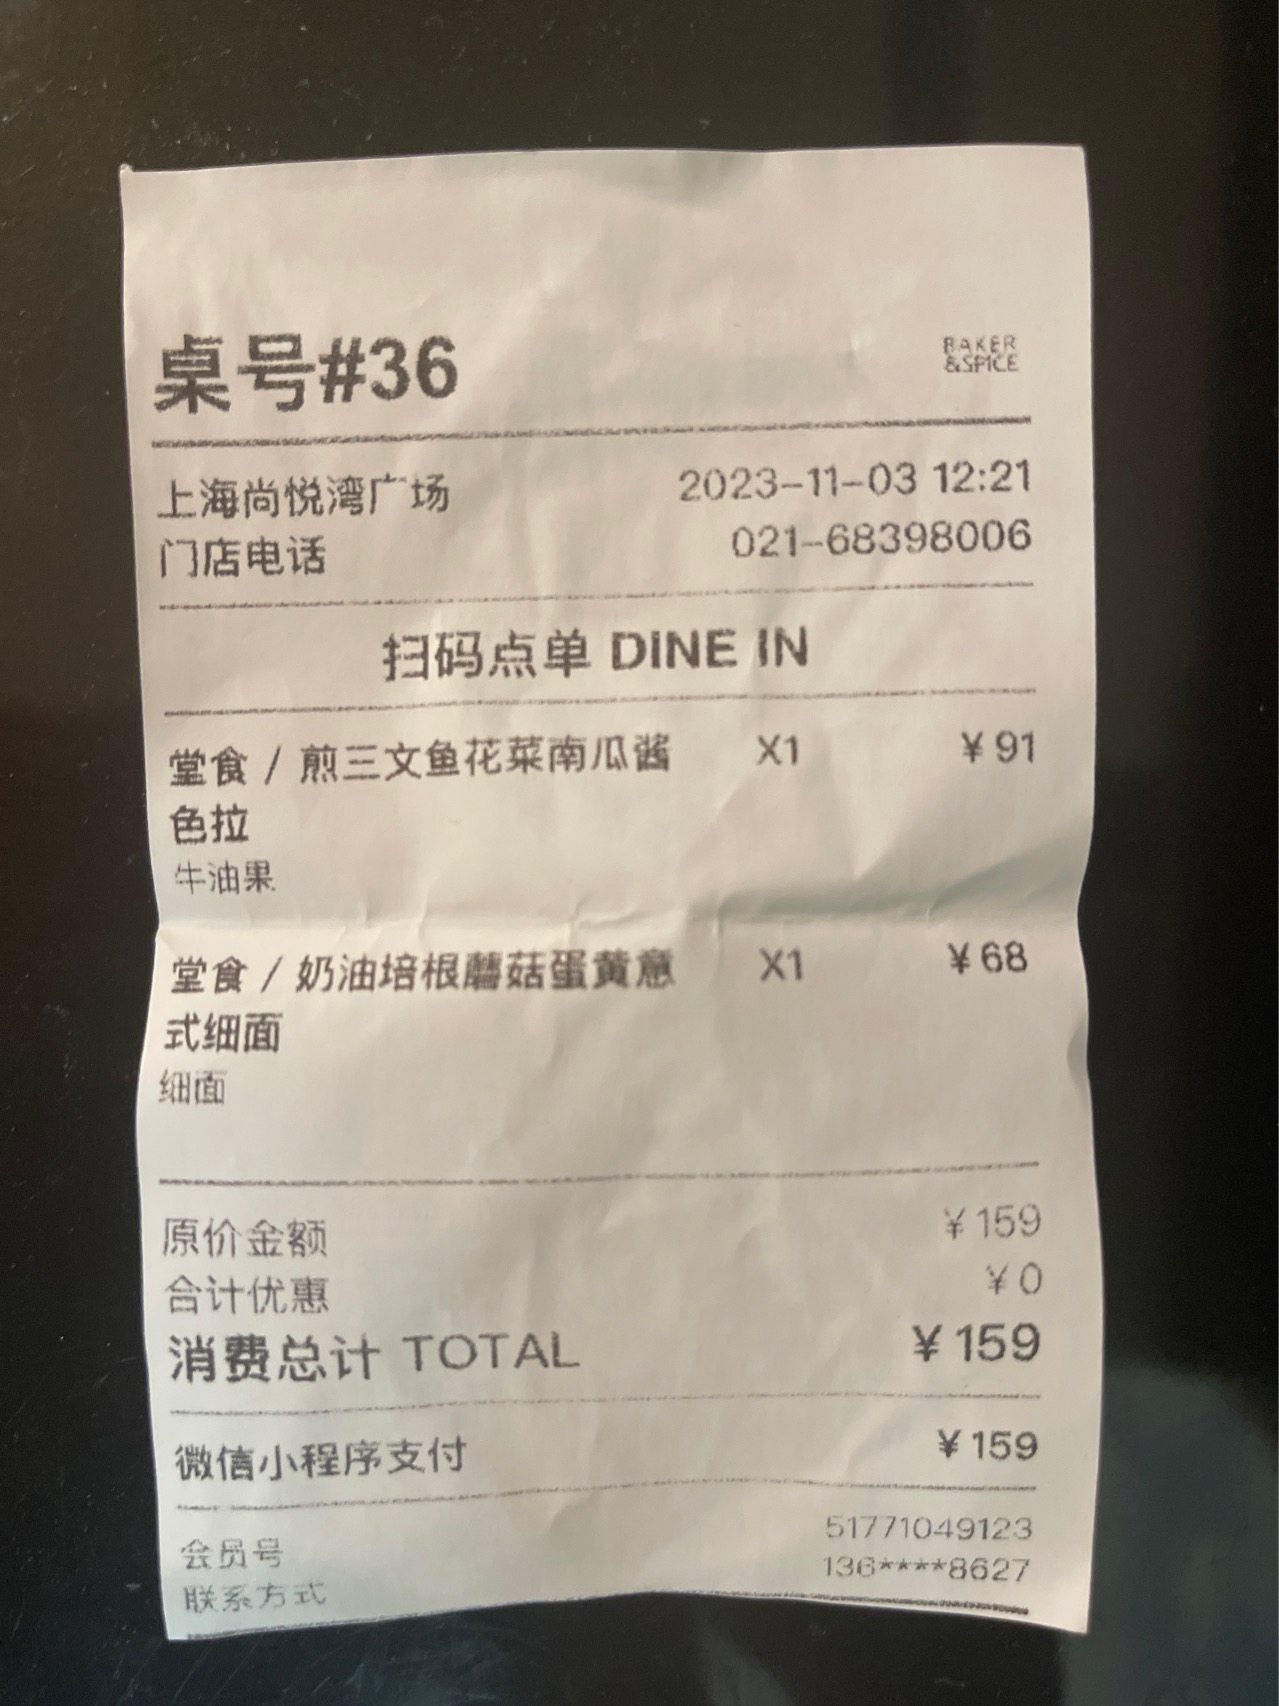 桌号#36
BAKER
&SPICE
上海尚悦湾广场 2023-11-03 12:21
门店电话 021-68398006
扫码点单 DINE IN
堂食 / 煎三文鱼花菜南瓜酱 X1 ¥91
色拉
牛油果
堂食 / 奶油培根蘑菇蛋黄意 X1 ¥68
式细面
细面
原价金额 ¥159
合计优惠 ¥0
消费总计 TOTAL ¥159
微信小程序支付 ¥159
会员号 51771049123
联系方式 136****8627